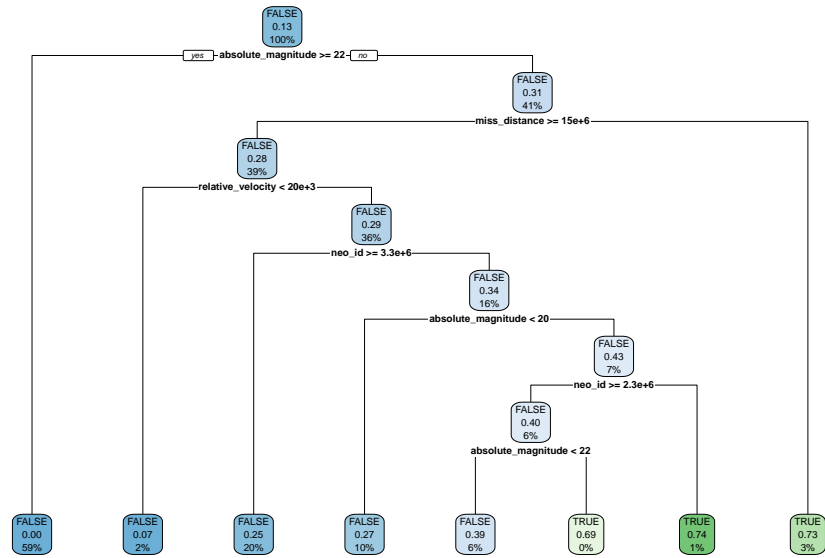 FALSE
0.13
100%
yes absolute_magnitude >= 22 no
FALSE
0.31
41%
miss_distance >= 15e+6
FALSE
0.28
39%
relative_velocity < 20e+3
FALSE
0.29
36%
neo_id >= 3.3e+6
FALSE
0.34
16%
absolute_magnitude < 20
FALSE
0.43
7%
neo_id >= 2.3e+6
FALSE
0.40
6%
absolute_magnitude < 22
FALSE
0.00
59%
FALSE
0.07
2%
FALSE
0.25
20%
FALSE
0.27
10%
FALSE
0.39
6%
TRUE
0.69
0%
TRUE
0.74
1%
TRUE
0.73
3%